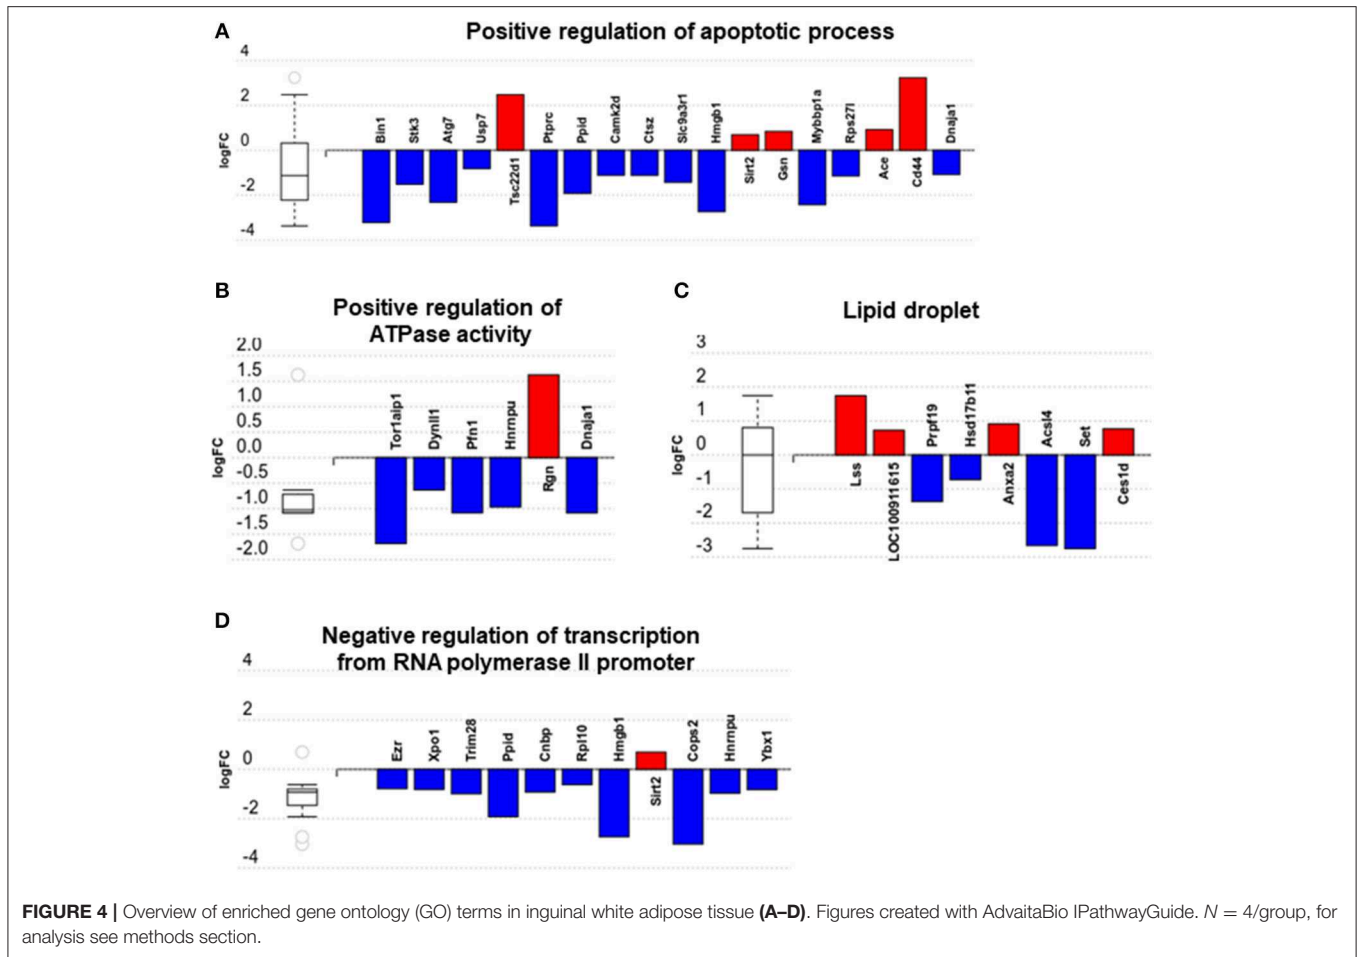 A
Positive regulation of apoptotic process
4
2
0
-2
-4
logFC
Bin1
Stk3
Atg7
Usp7
Tsc22d1
Ptprc
Ppid
Camk2d
Ctsz
Slc9a3r1
Hmgb1
Sirt2
Gsn
Mybbp1a
Rps27l
Ace
Cd44
Dnaja1
B
Positive regulation of
ATPase activity
2.0
1.5
1.0
0.5
0.0
-0.5
-1.0
-1.5
-2.0
logFC
Tor1aip1
Dynll1
Pfn1
Hnrnpu
Rgn
Dnaja1
C
Lipid droplet
3
2
1
0
-1
-2
-3
logFC
Lss
LOC100911615
Prpf19
Hsd17b11
Anxa2
Acsl4
Set
Ces1d
D
Negative regulation of transcription
from RNA polymerase II promoter
4
2
0
-2
-4
logFC
Ezr
Xpo1
Trim28
Ppid
Cnbp
Rpl10
Hmgb1
Sirt2
Cops2
Hnrnpu
Ybx1
FIGURE 4 | Overview of enriched gene ontology (GO) terms in inguinal white adipose tissue (A–D). Figures created with AdvaitaBio IPathwayGuide. N = 4/group, for
analysis see methods section.